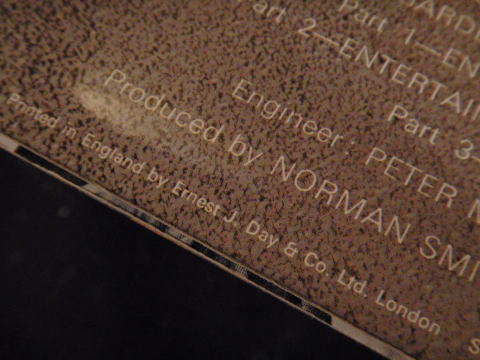 Part 1—EN
Part 2—ENTERTAI
Part 3—
Engineer: PETER
Produced by NORMAN SMI
Printed in England by Ernest J. Day & Co. Ltd. London